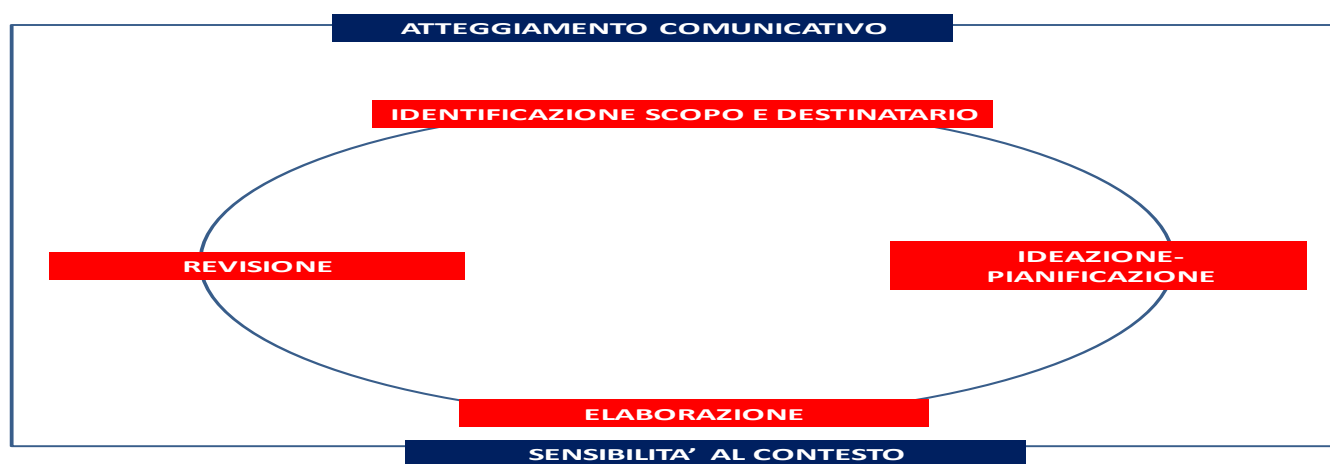 ATTEGGIAMENTO COMUNICATIVO
IDENTIFICAZIONE SCOPO E DESTINATARIO
REVISIONE
IDEAZIONE-
PIANIFICAZIONE
ELABORAZIONE
SENSIBILITA’ AL CONTESTO